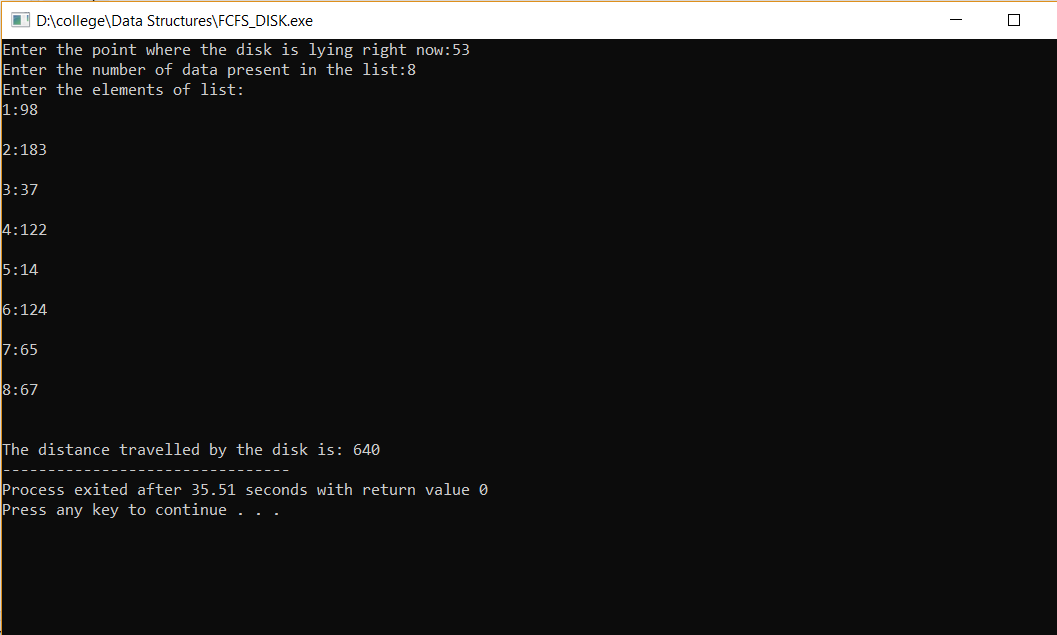 D:\college\Data Structures\FCFS_DISK.exe
Enter the point where the disk is lying right now:53
Enter the number of data present in the list:8
Enter the elements of list:
1:98
2:183
3:37
4:122
5:14
6:124
7:65
8:67
The distance travelled by the disk is: 640
--------------------------------
Process exited after 35.51 seconds with return value 0
Press any key to continue . . .